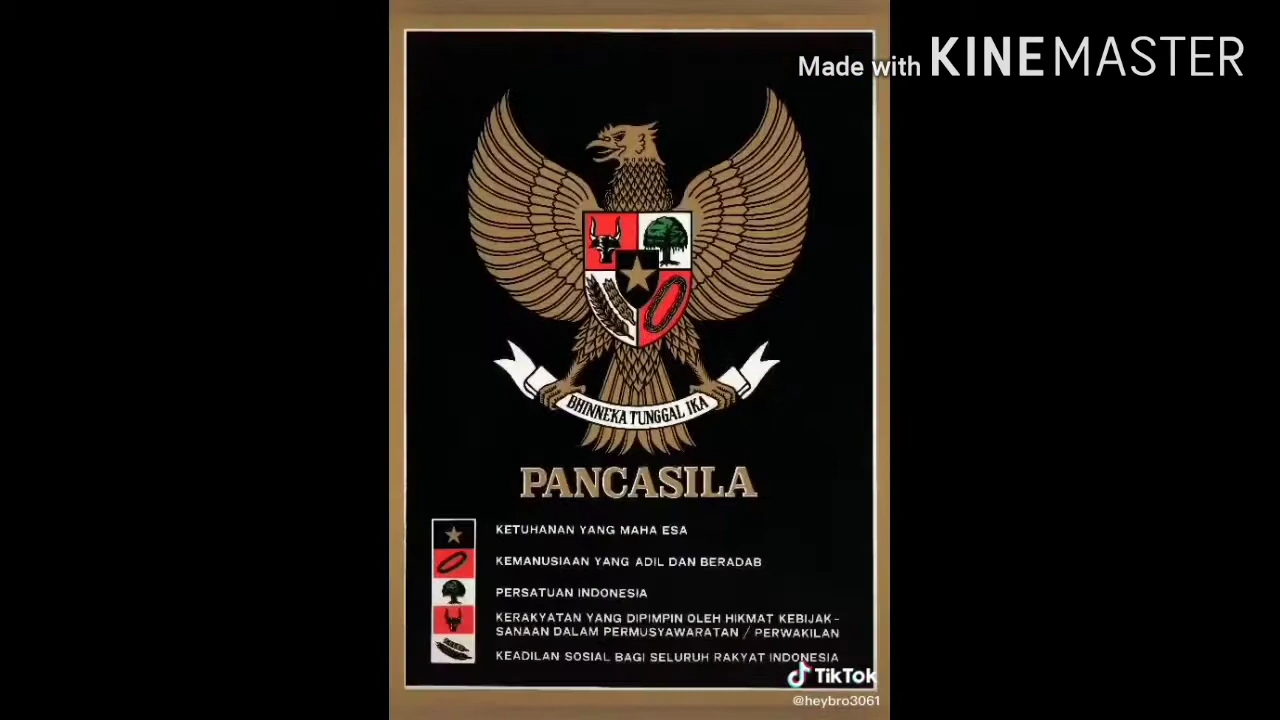 Made with KINEMASTER
BHINNEKA TUNGGAL IKA
PANCASILA
KETUHANAN YANG MAHA ESA
KEMANUSIAAN YANG ADIL DAN BERADAB
PERSATUAN INDONESIA
KERAKYATAN YANG DIPIMPIN OLEH HIKMAT KEBIJAK-
SANAAN DALAM PERMUSYAWARATAN / PERWAKILAN
KEADILAN SOSIAL BAGI SELURUH RAKYAT INDONESIA
TikTok
@heybro3061